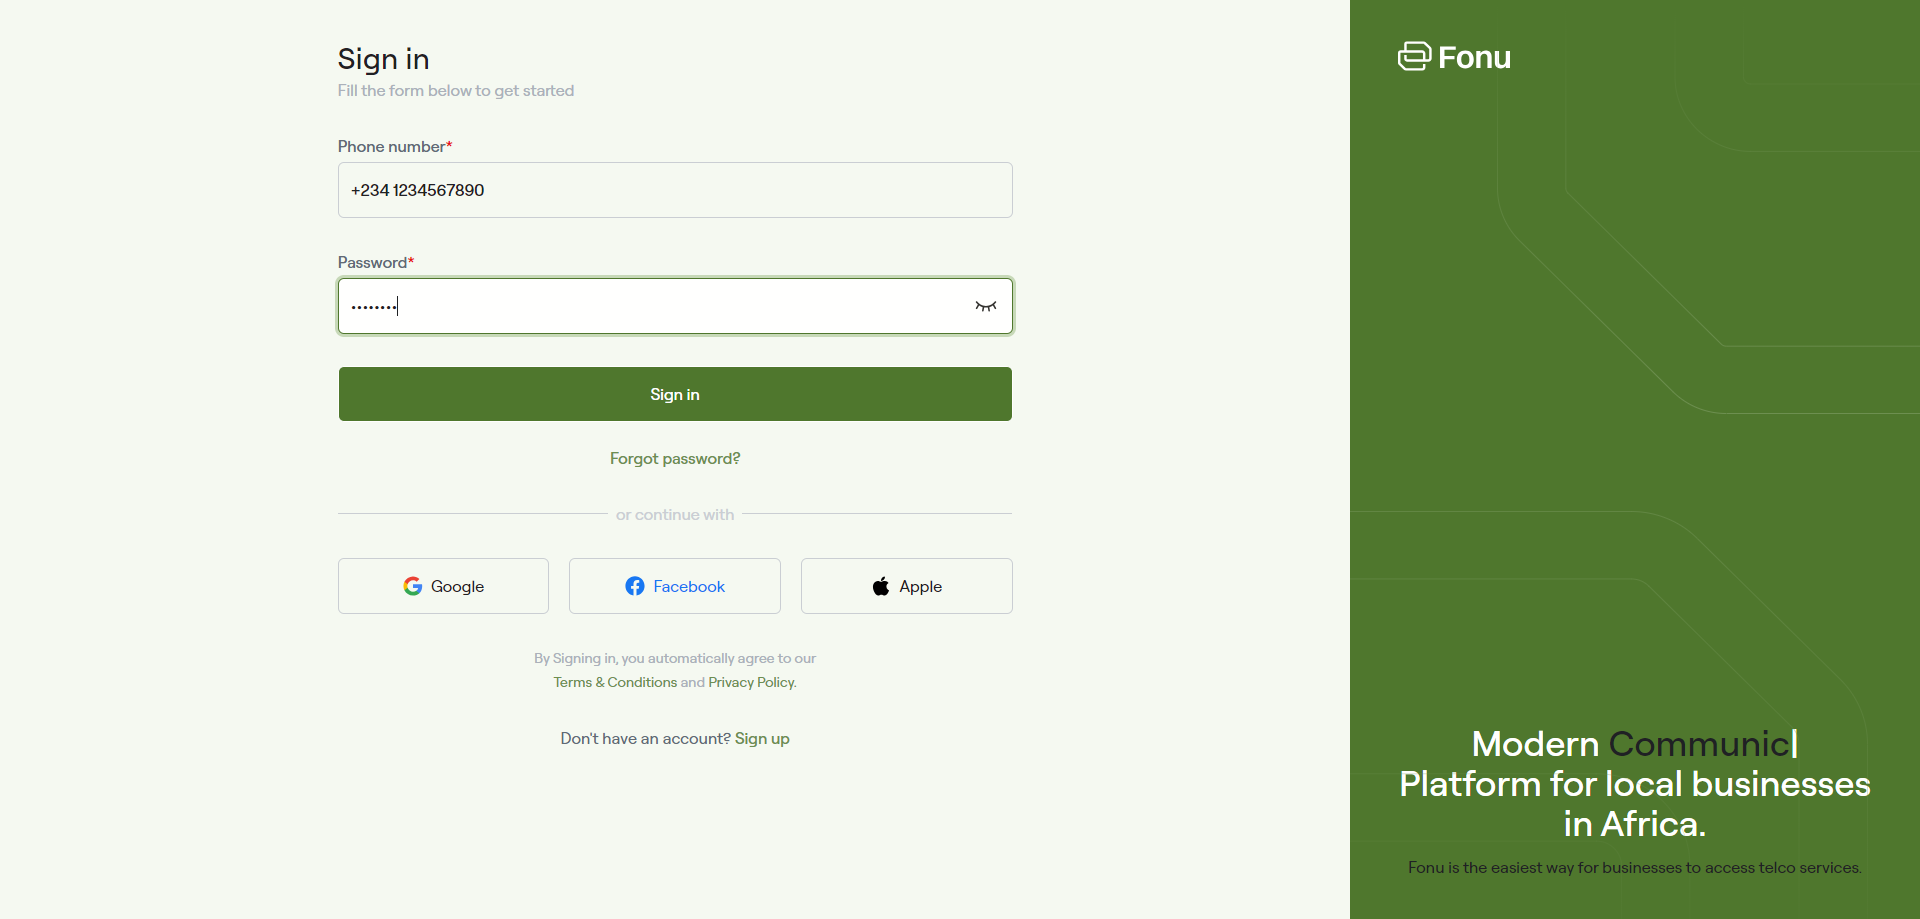 Sign in
Fill the form below to get started
Phone number*
+234 1234567890
Password*
••••••••
Sign in
Forgot password?
or continue with
Google
Facebook
Apple
By Signing in, you automatically agree to our
Terms & Conditions and Privacy Policy.
Don't have an account? Sign up
Fonu
Modern Communic|
Platform for local businesses
in Africa.
Fonu is the easiest way for businesses to access telco services.